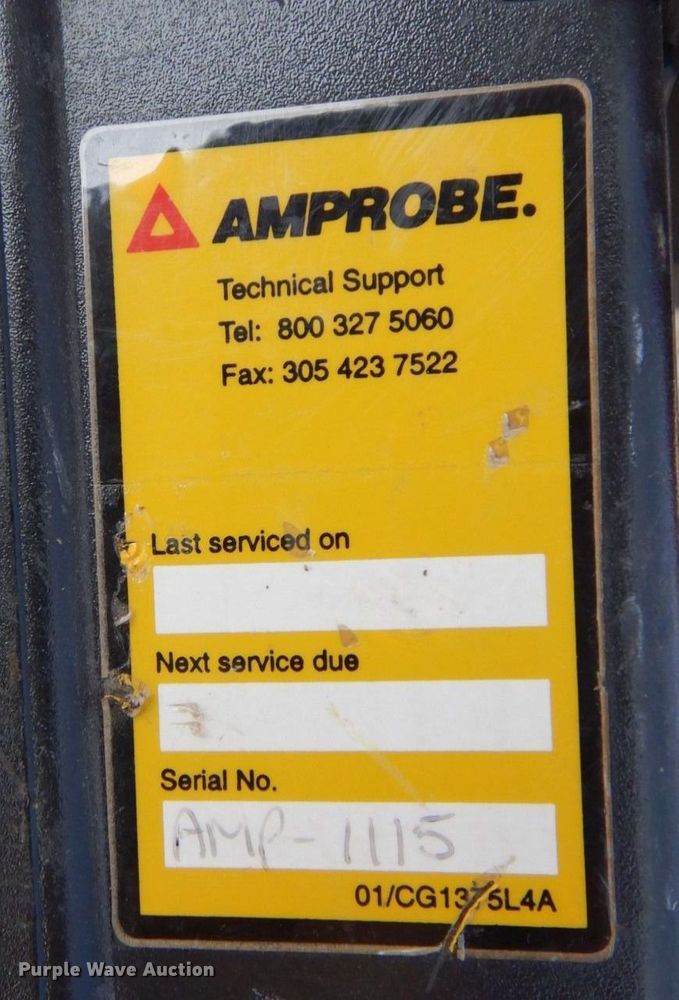 AMPROBE.
Technical Support
Tel: 800 327 5060
Fax: 305 423 7522
Last serviced on
Next service due
Serial No.
AMP-1115
01/CG1375L4A
Purple Wave Auction